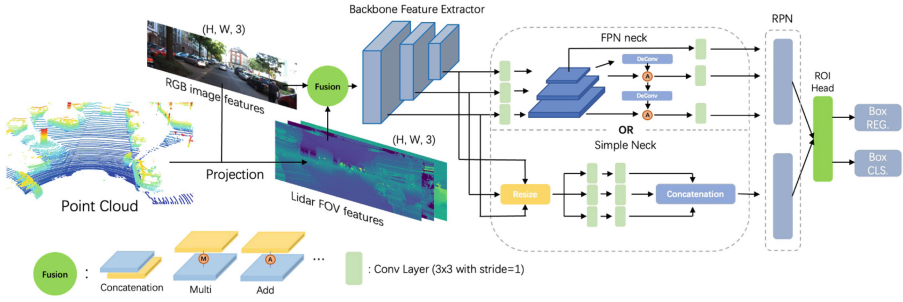 Backbone Feature Extractor
(H, W, 3)
RGB image features
Fusion
FPN neck
DeConv
A
DeConv
A
RPN
ROI
Head
Box
REG.
Box
CLS.
OR
Simple Neck
Resize
Concatenation
(H, W, 3)
Projection
Lidar FOV features
Point Cloud
Fusion
:
Concatenation
M
Multi
A
Add
...
: Conv Layer (3x3 with stride=1)